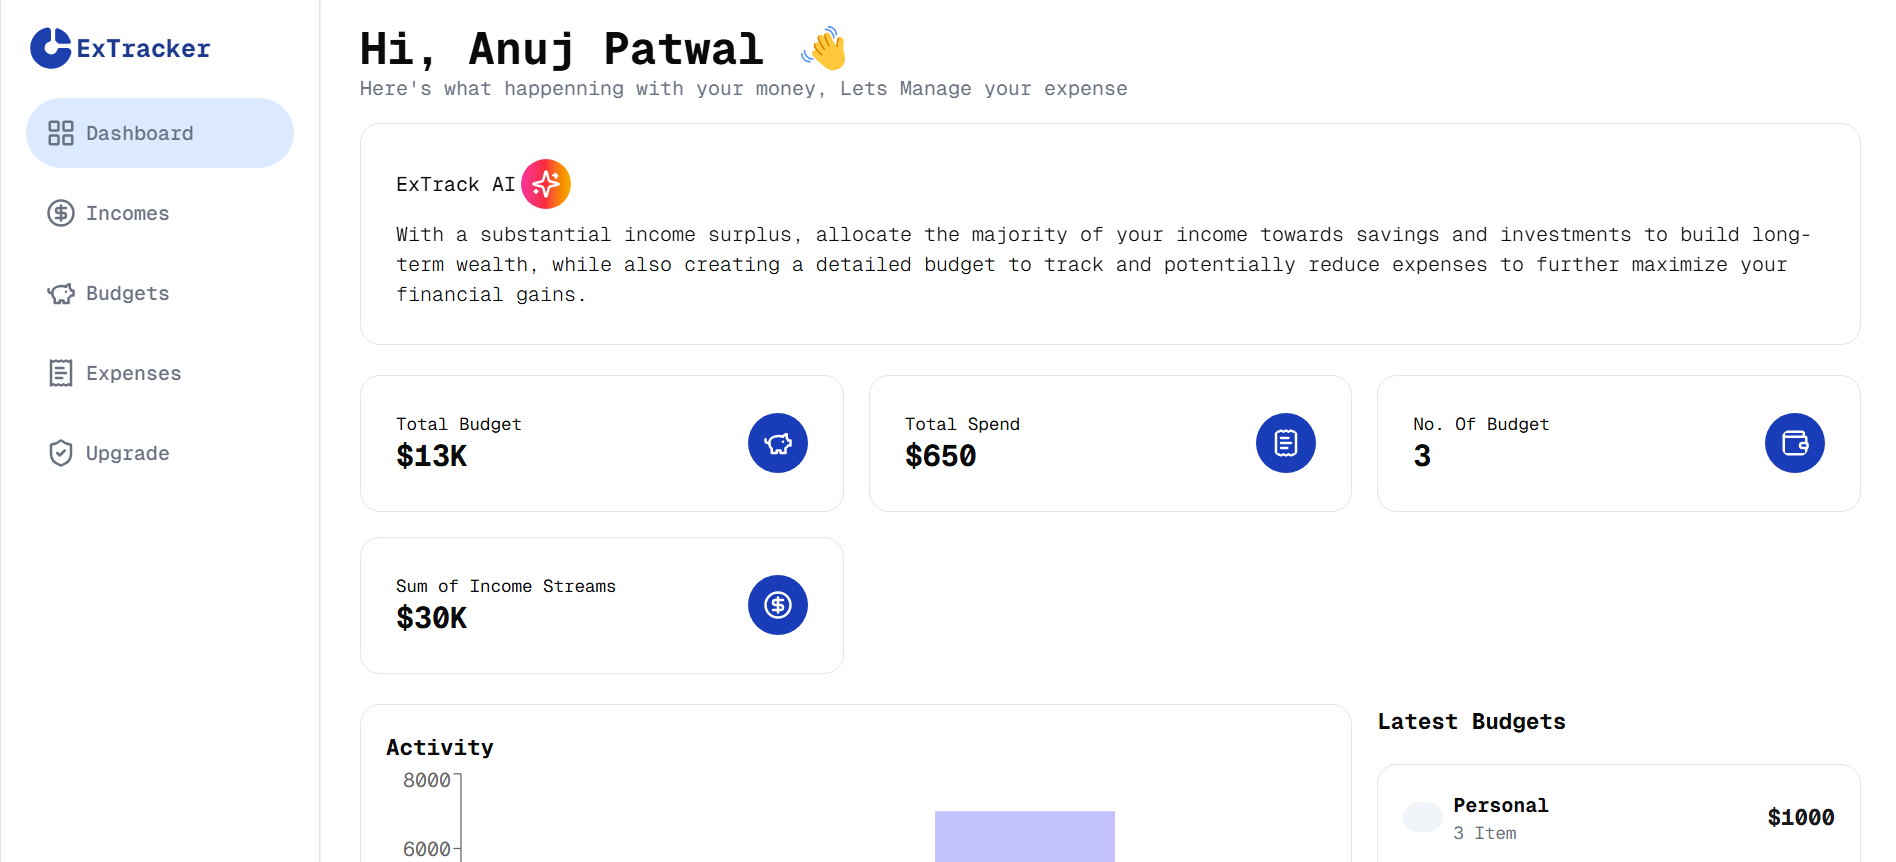 ExTracker
Dashboard
Incomes
Budgets
Expenses
Upgrade
Hi, Anuj Patwal 👋
Here's what happenning with your money, Lets Manage your expense
ExTrack AI
With a substantial income surplus, allocate the majority of your income towards savings and investments to build long-
term wealth, while also creating a detailed budget to track and potentially reduce expenses to further maximize your
financial gains.
Total Budget
$13K
Total Spend
$650
No. Of Budget
3
Sum of Income Streams
$30K
Activity
8000
6000
Latest Budgets
Personal
3 Item
$1000